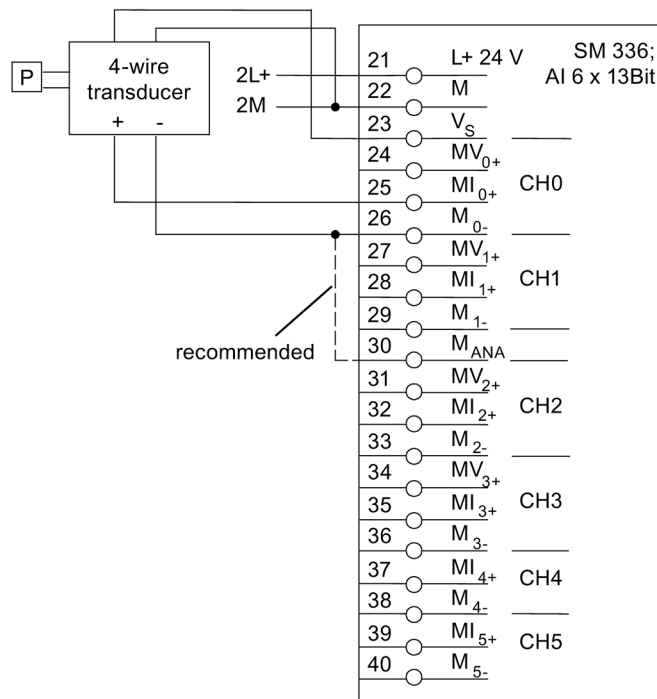 21 L+ 24 V SM 336;
AI 6 x 13Bit
4-wire
transducer
P
+ -
2L+
22 M
2M
23 VS
24 MV0+
25 MI0+ CH0
26 M0-
27 MV1+
28 MI1+ CH1
29 M1-
recommended
30 MANA
31 MV2+
32 MI2+ CH2
33 M2-
34 MV3+
35 MI3+ CH3
36 M3-
37 MI4+ CH4
38 M4-
39 MI5+ CH5
40 M5-